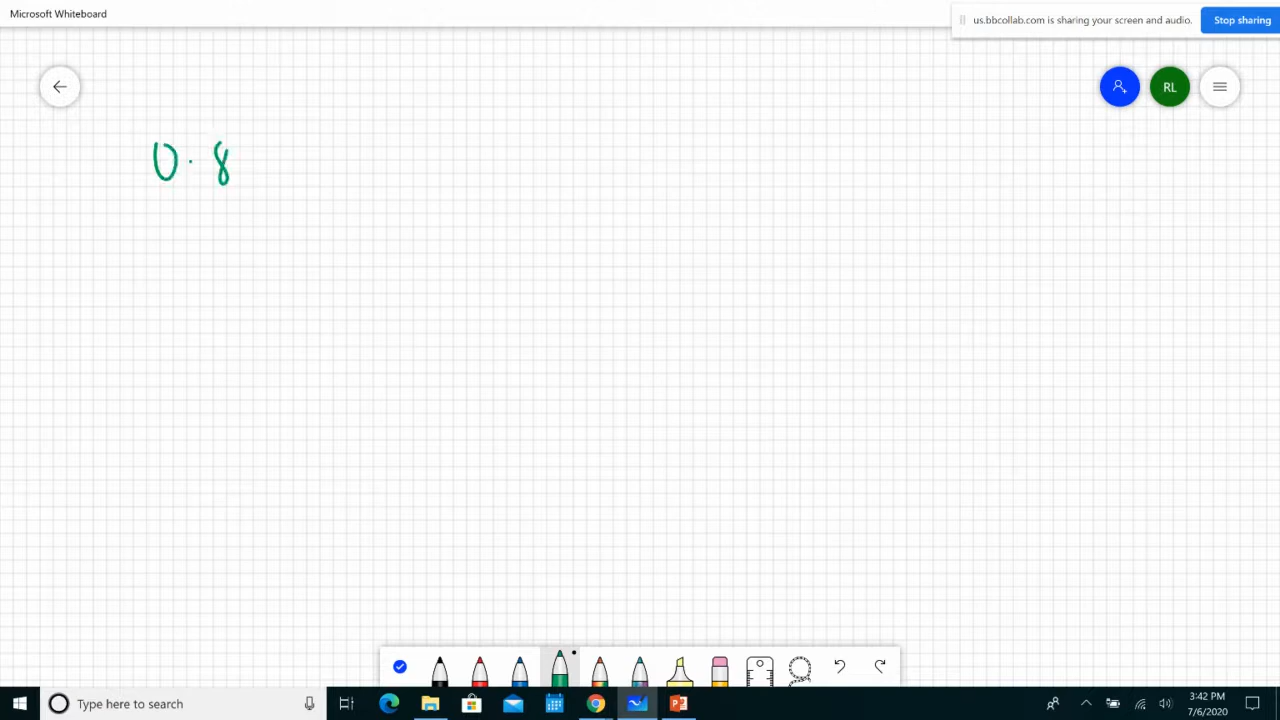 Microsoft Whiteboard
us.bbcollab.com is sharing your screen and audio. Stop sharing
RL
0.8
Type here to search
3:42 PM
7/6/2020